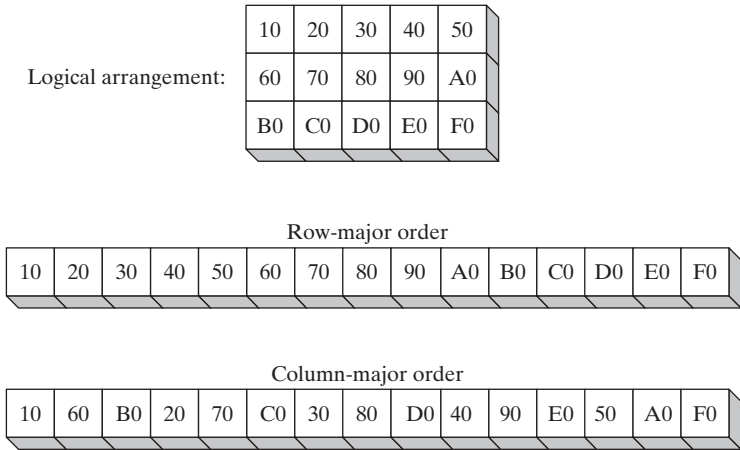 10 20 30 40 50
Logical arrangement: 60 70 80 90 A0
B0 C0 D0 E0 F0
Row-major order
10 20 30 40 50 60 70 80 90 A0 B0 C0 D0 E0 F0
Column-major order
10 60 B0 20 70 C0 30 80 D0 40 90 E0 50 A0 F0